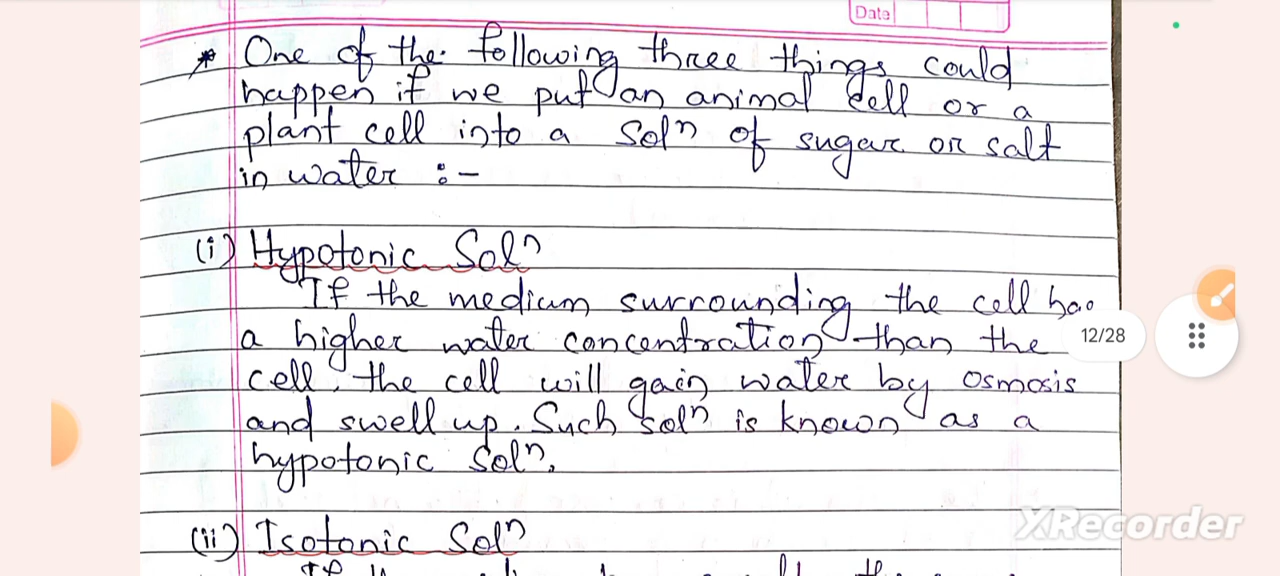 Date
* One of the following three things could
happen if we put an animal cell or a
plant cell into a Solⁿ of sugar or salt
in water :-
(i) Hypotonic Solⁿ
If the medium surrounding the cell has
a higher water concentration than the
12/28
cell, the cell will gain water by osmosis
and swell up. Such solⁿ is known as a
hypotonic Solⁿ.
XRecorder
(ii) Isotonic Solⁿ